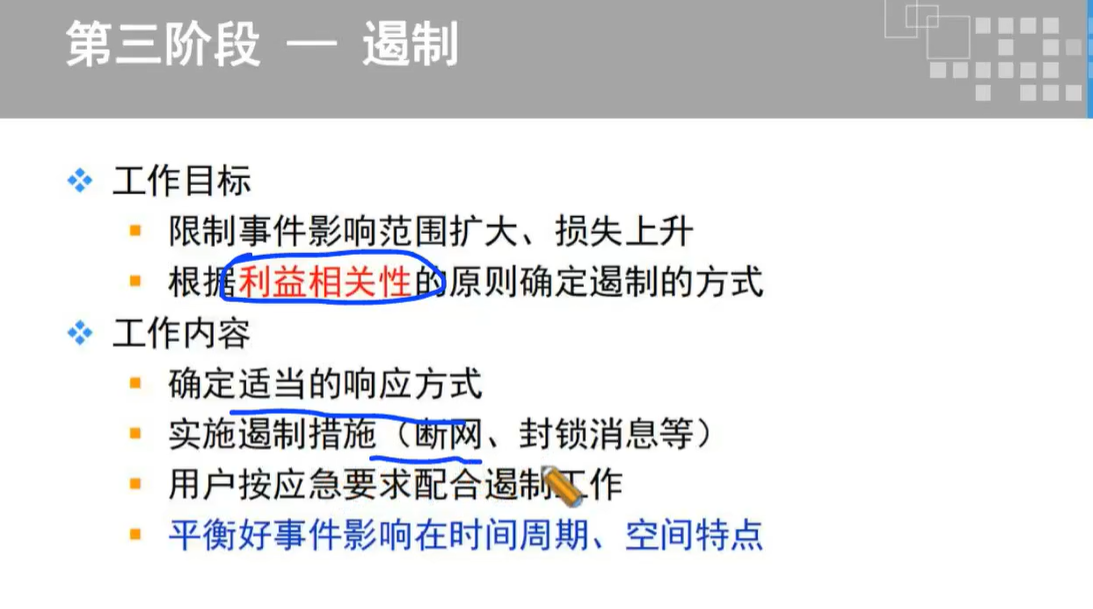 第三阶段 — 遏制
工作目标
限制事件影响范围扩大、损失上升
根据利益相关性的原则确定遏制的方式
工作内容
确定适当的响应方式
实施遏制措施（断网、封锁消息等）
用户按应急要求配合遏制工作
平衡好事件影响在时间周期、空间特点